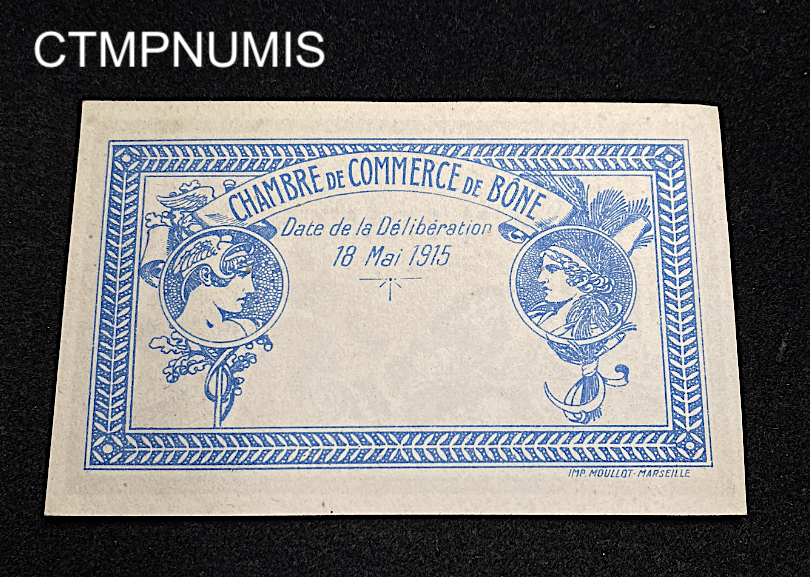 CTMPNUMIS
CHAMBRE DE COMMERCE DE BÔNE
Date de la Délibération
18 Mai 1915
IMP. MOULLOT-MARSEILLE